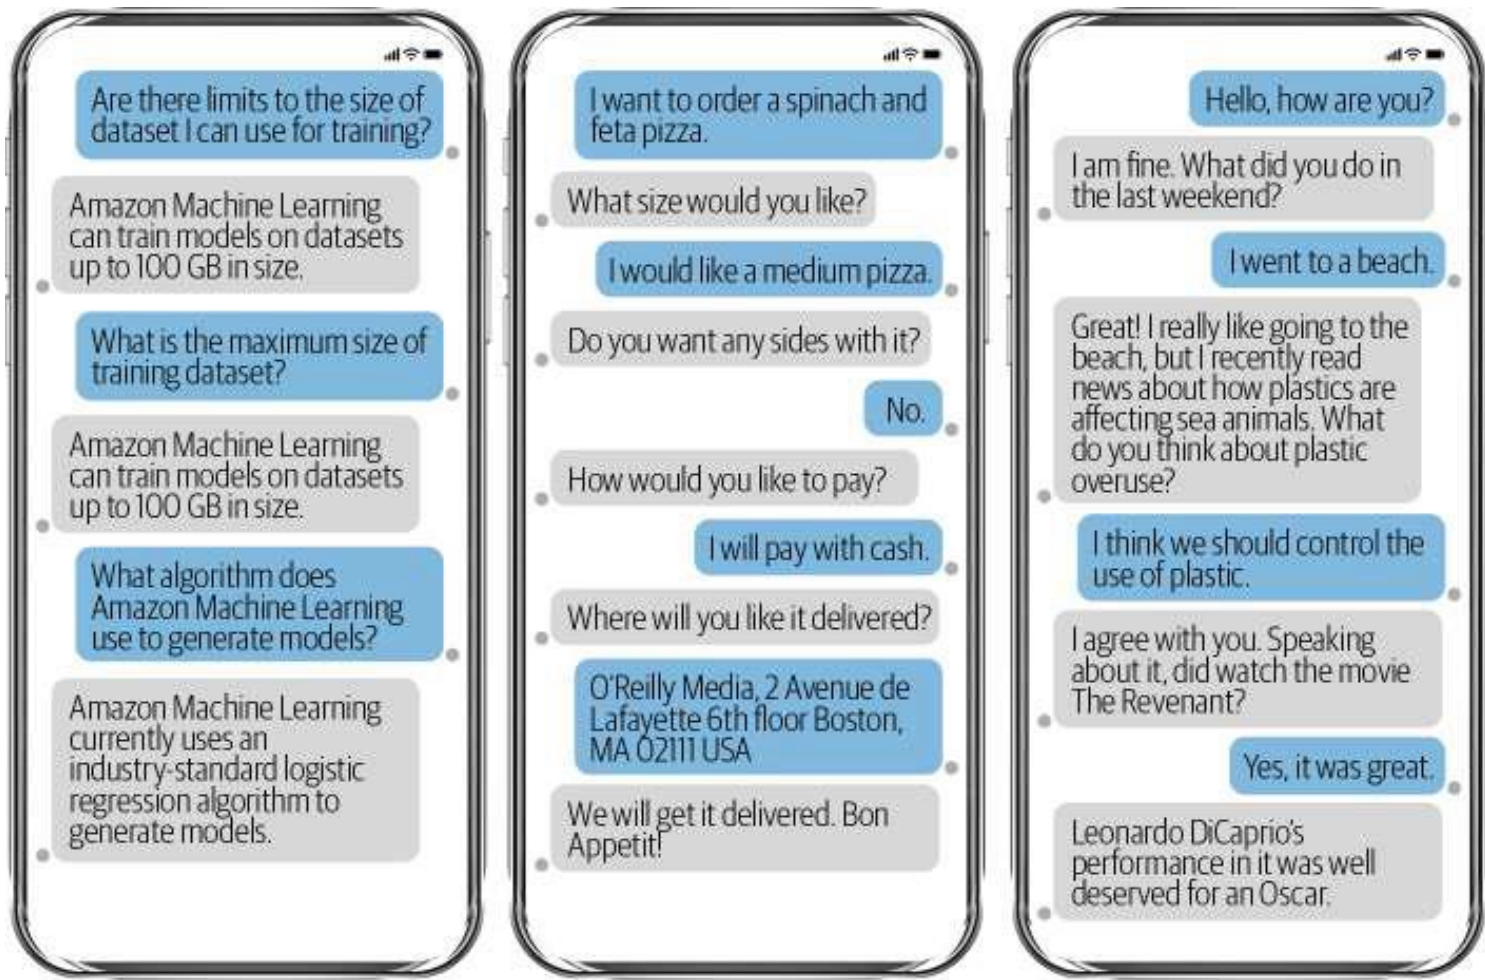 Are there limits to the size of
dataset I can use for training?
Amazon Machine Learning
can train models on datasets
up to 100 GB in size.
What is the maximum size of
training dataset?
Amazon Machine Learning
can train models on datasets
up to 100 GB in size.
What algorithm does
Amazon Machine Learning
use to generate models?
Amazon Machine Learning
currently uses an
industry-standard logistic
regression algorithm to
generate models.
I want to order a spinach and
feta pizza.
What size would you like?
I would like a medium pizza.
Do you want any sides with it?
No.
How would you like to pay?
I will pay with cash.
Where will you like it delivered?
O'Reilly Media, 2 Avenue de
Lafayette 6th floor Boston,
MA 02111 USA
We will get it delivered. Bon
Appetit!
Hello, how are you?
I am fine. What did you do in
the last weekend?
I went to a beach.
Great! I really like going to the
beach, but I recently read
news about how plastics are
affecting sea animals. What
do you think about plastic
overuse?
I think we should control the
use of plastic.
I agree with you. Speaking
about it, did watch the movie
The Revenant?
Yes, it was great.
Leonardo DiCaprio's
performance in it was well
deserved for an Oscar.